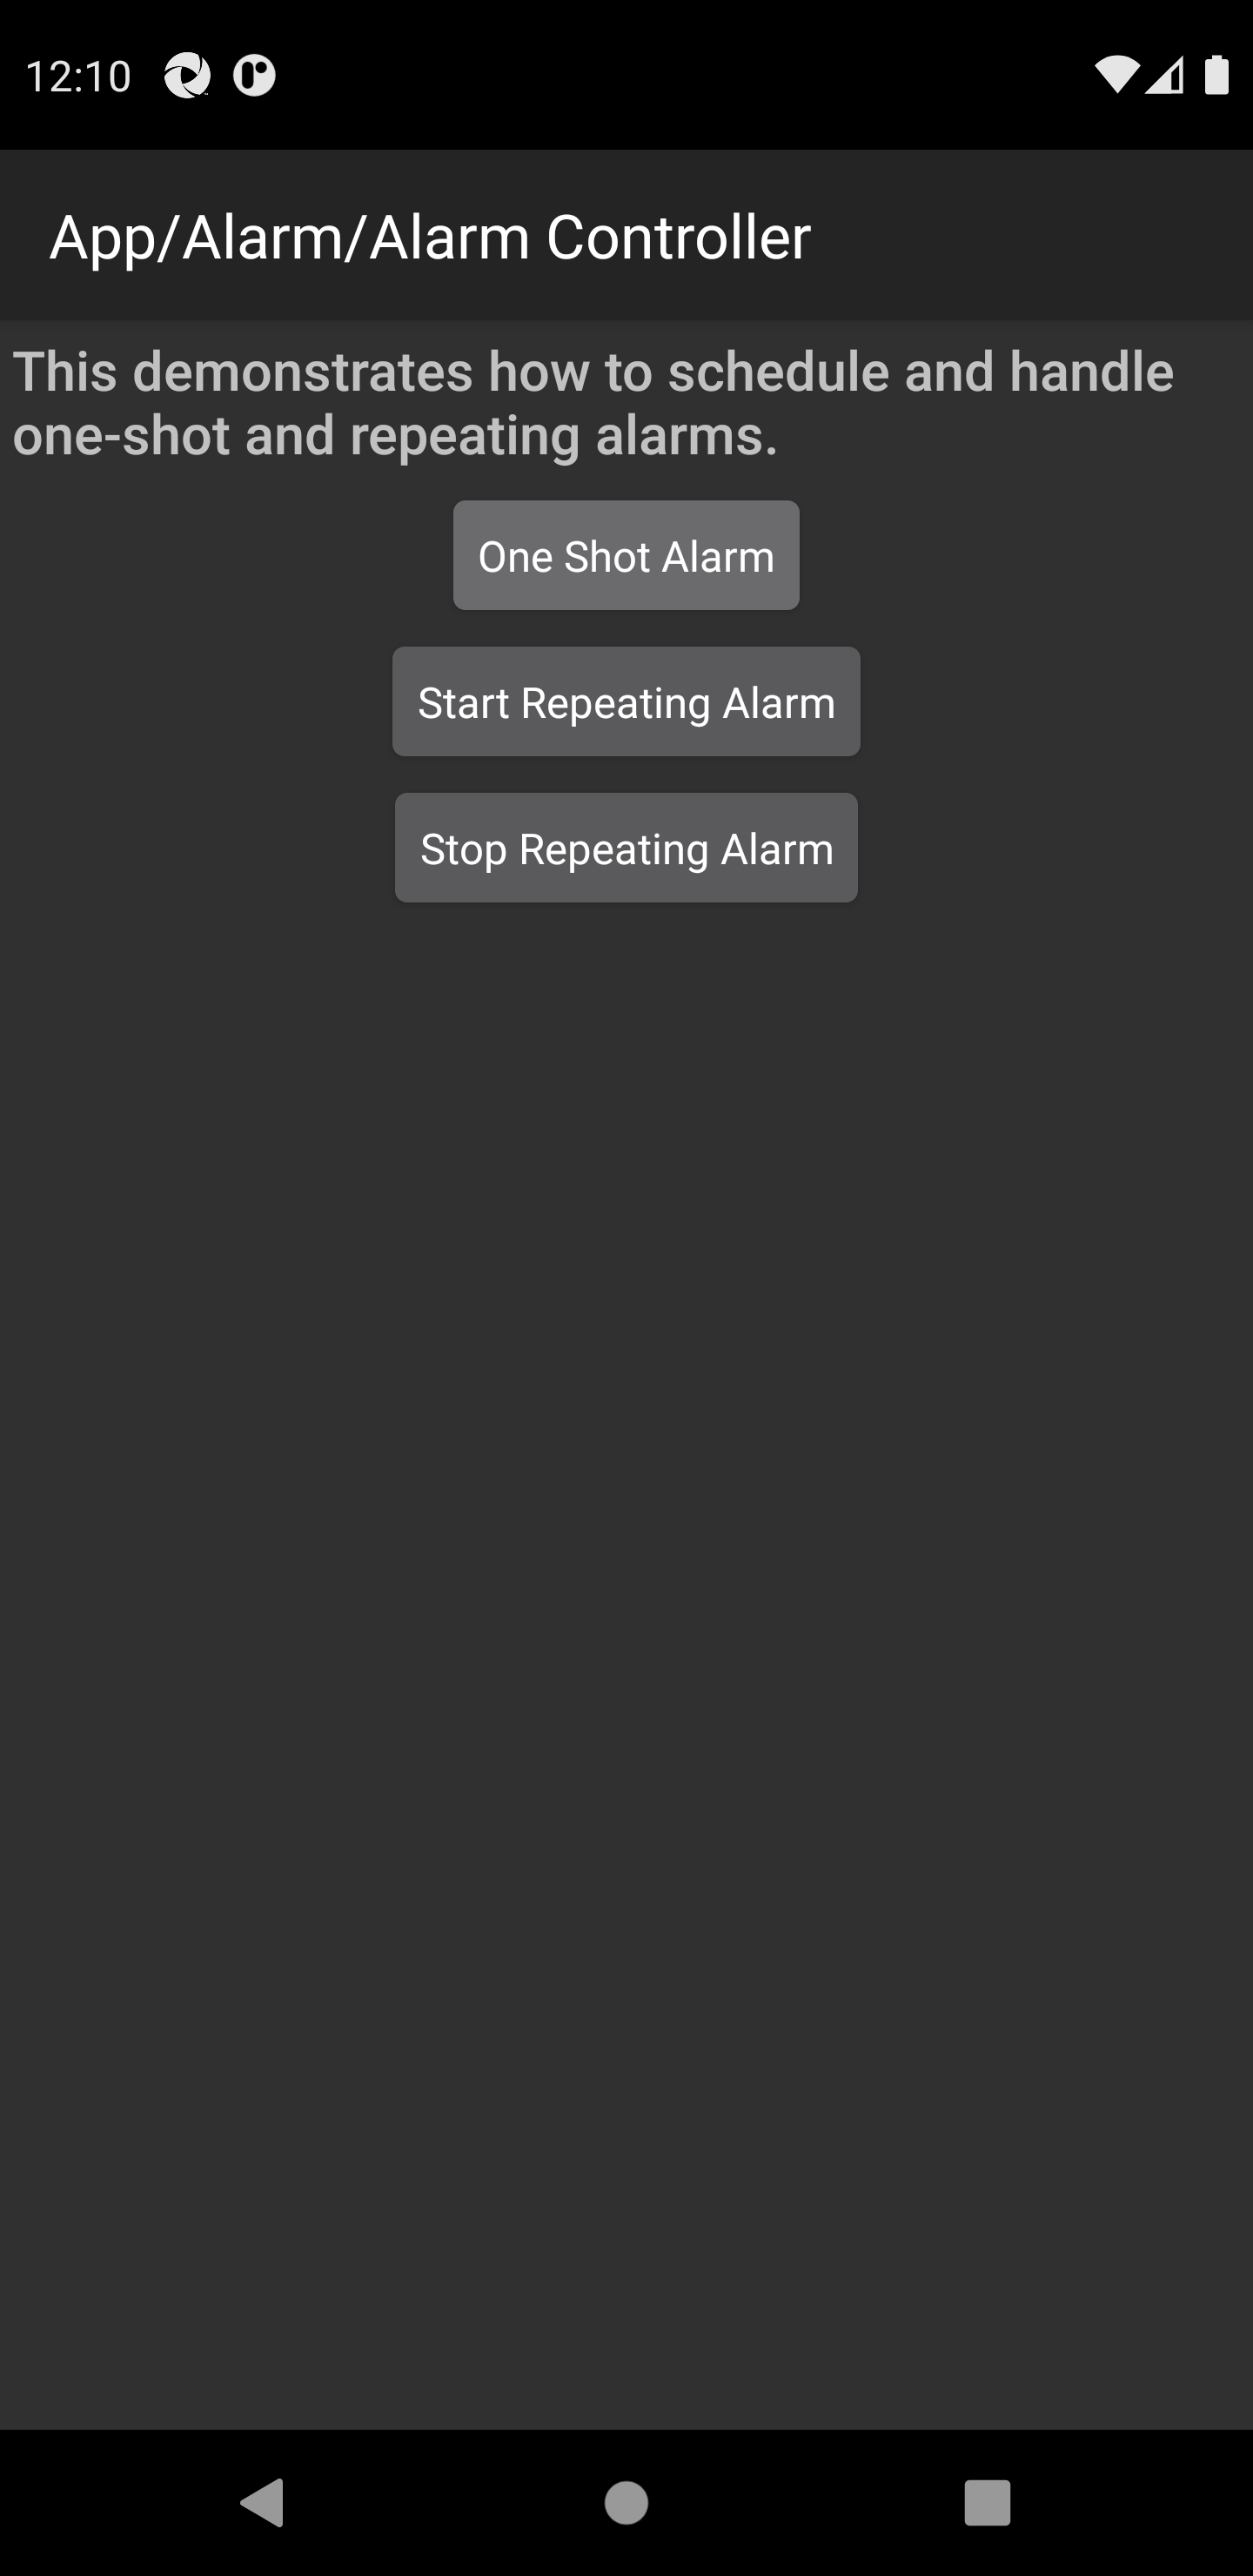 12:10
App/Alarm/Alarm Controller
This demonstrates how to schedule and handle
one-shot and repeating alarms.
One Shot Alarm
Start Repeating Alarm
Stop Repeating Alarm